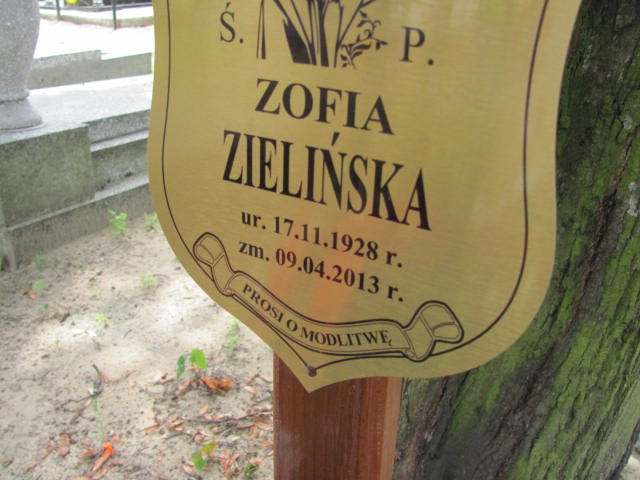 Ś. P.
ZOFIA
ZIELIŃSKA
ur. 17.11.1928 r.
zm. 09.04.2013 r.
PROSI O MODLITWĘ